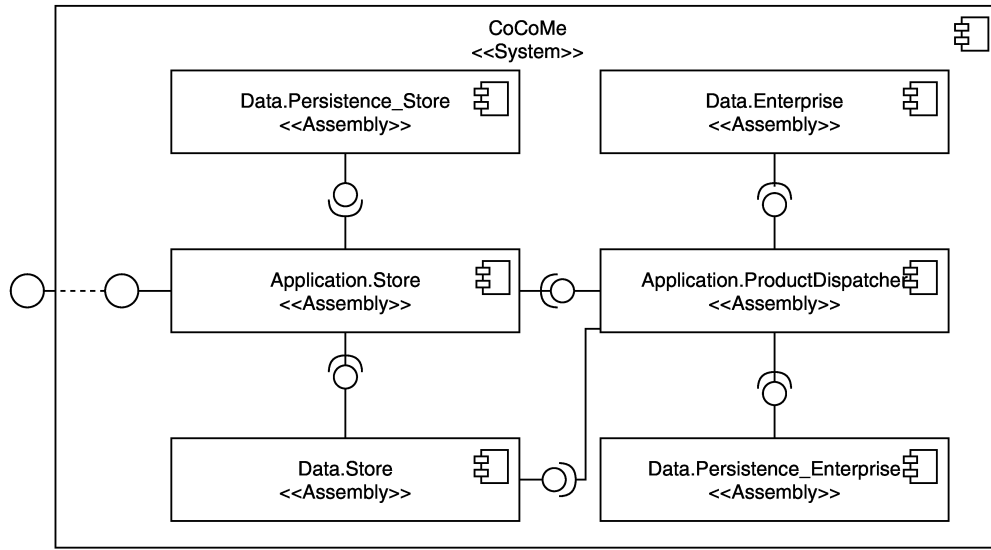 CoCoMe
<<System>>
Data.Persistence_Store
<<Assembly>>
Data.Enterprise
<<Assembly>>
Application.Store
<<Assembly>>
Application.ProductDispatcher
<<Assembly>>
Data.Store
<<Assembly>>
Data.Persistence_Enterprise
<<Assembly>>